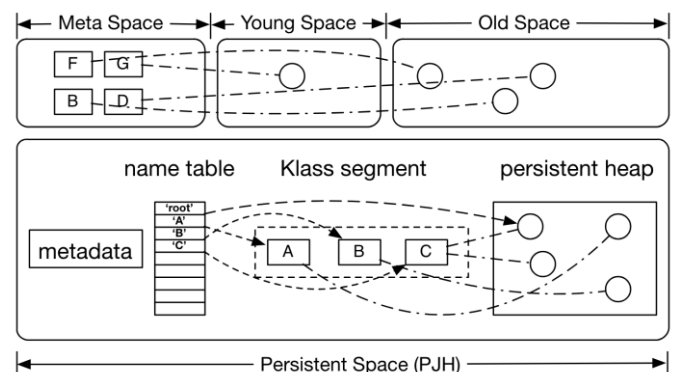 Meta Space Young Space Old Space
F G
B D
name table Klass segment persistent heap
'root'
'A'
'B'
'C'
metadata
A B C
Persistent Space (PJH)